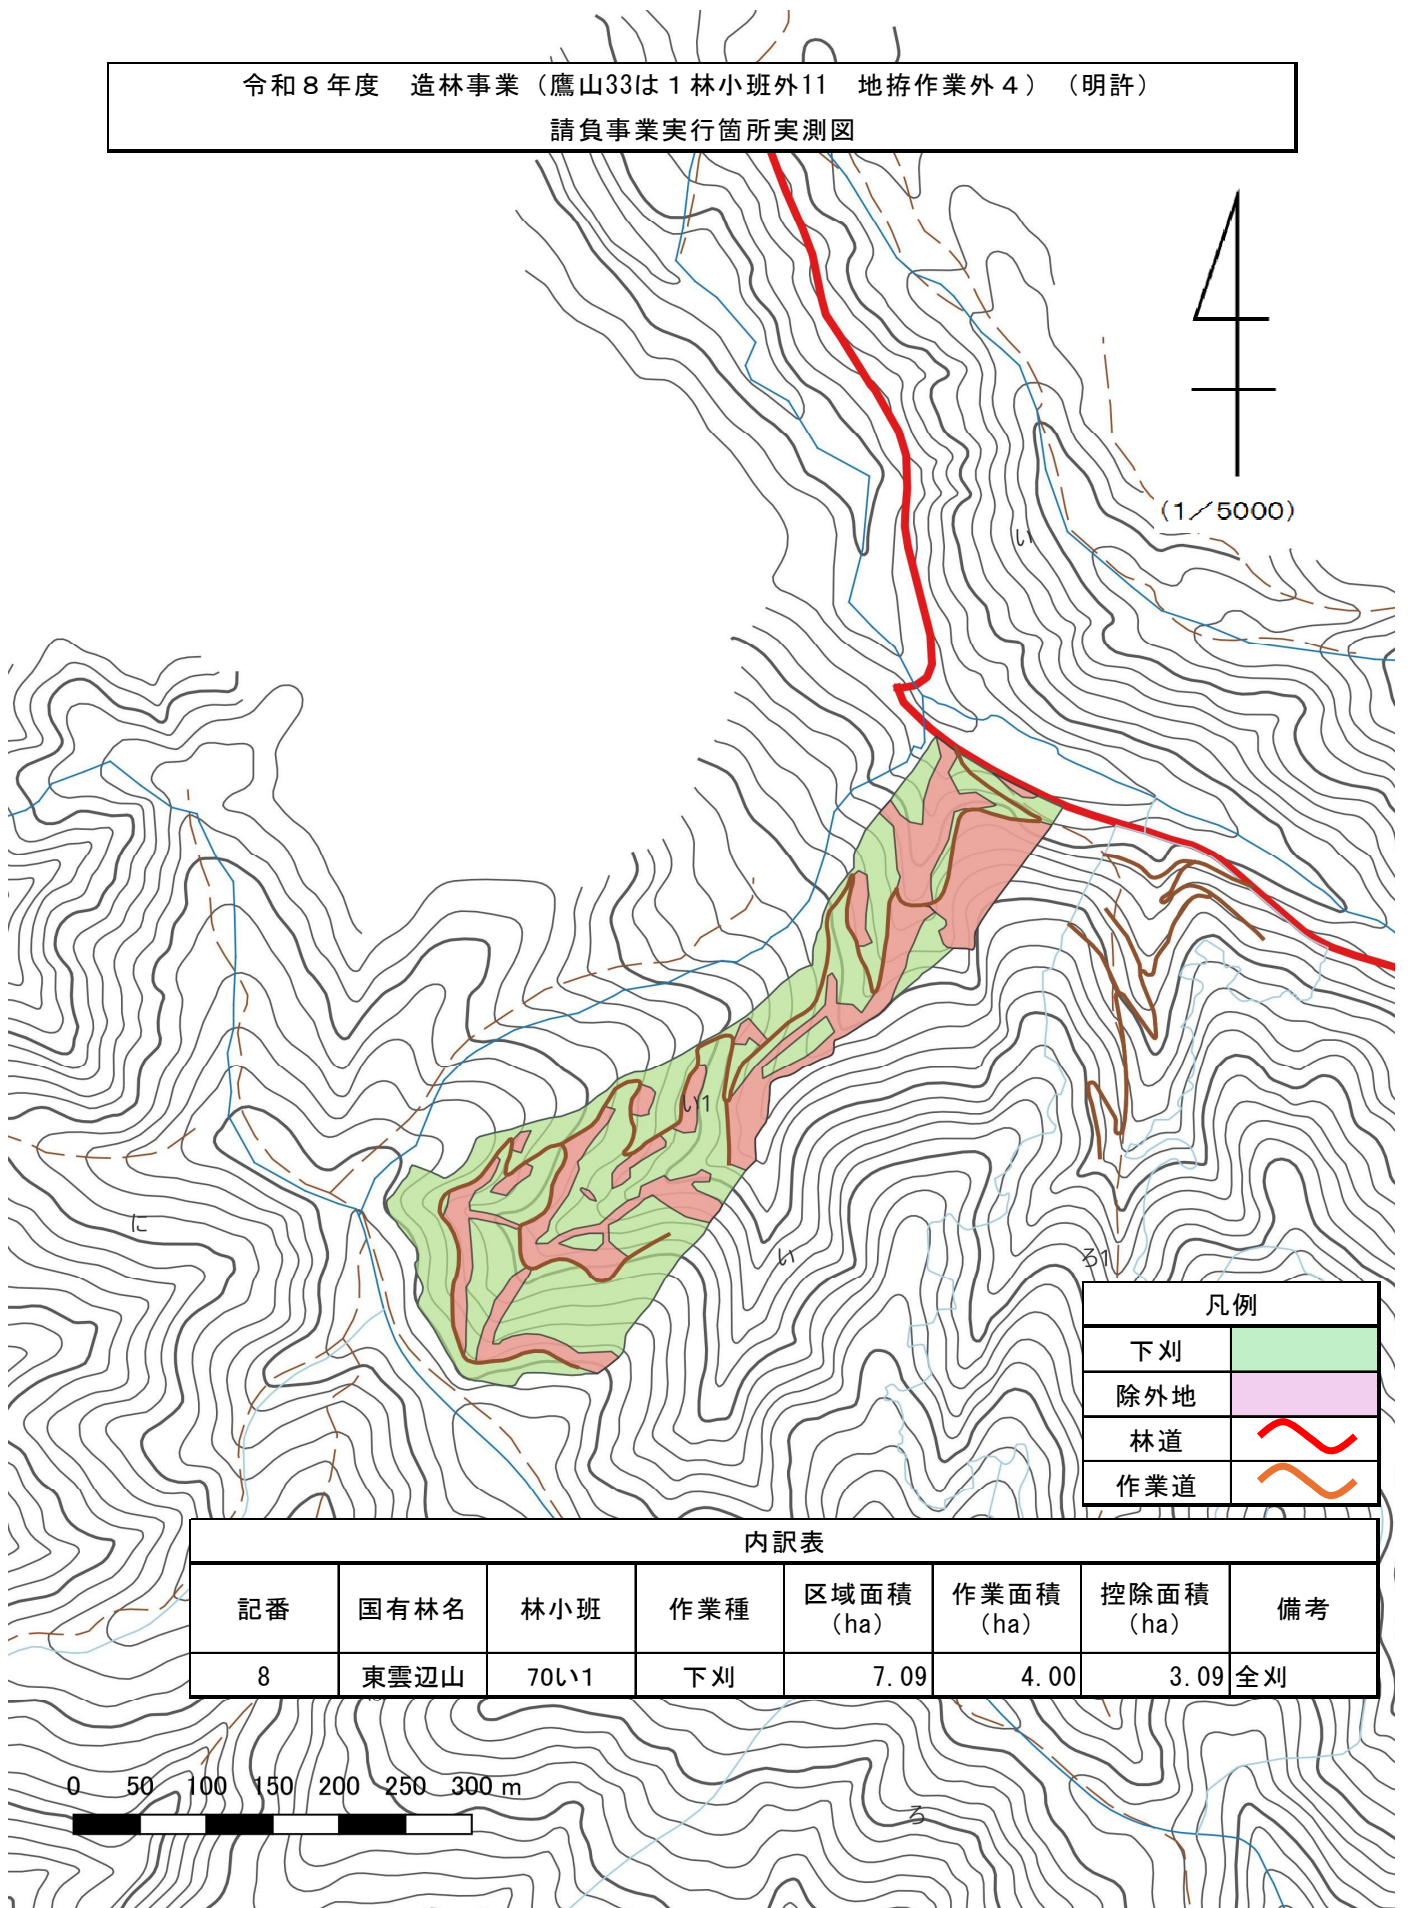 令和８年度　造林事業（鷹山33は１林小班外11　地拵作業外４）（明許）
請負事業実行箇所実測図
(1／5000)
い
い1
に
い
ろ1
凡例
下刈
除外地
林道
作業道
内訳表
記番 国有林名 林小班 作業種 区域面積(ha) 作業面積(ha) 控除面積(ha) 備考
8 東雲辺山 70い1 下刈 7.09 4.00 3.09 全刈
0 50 100 150 200 250 300 m
ろ